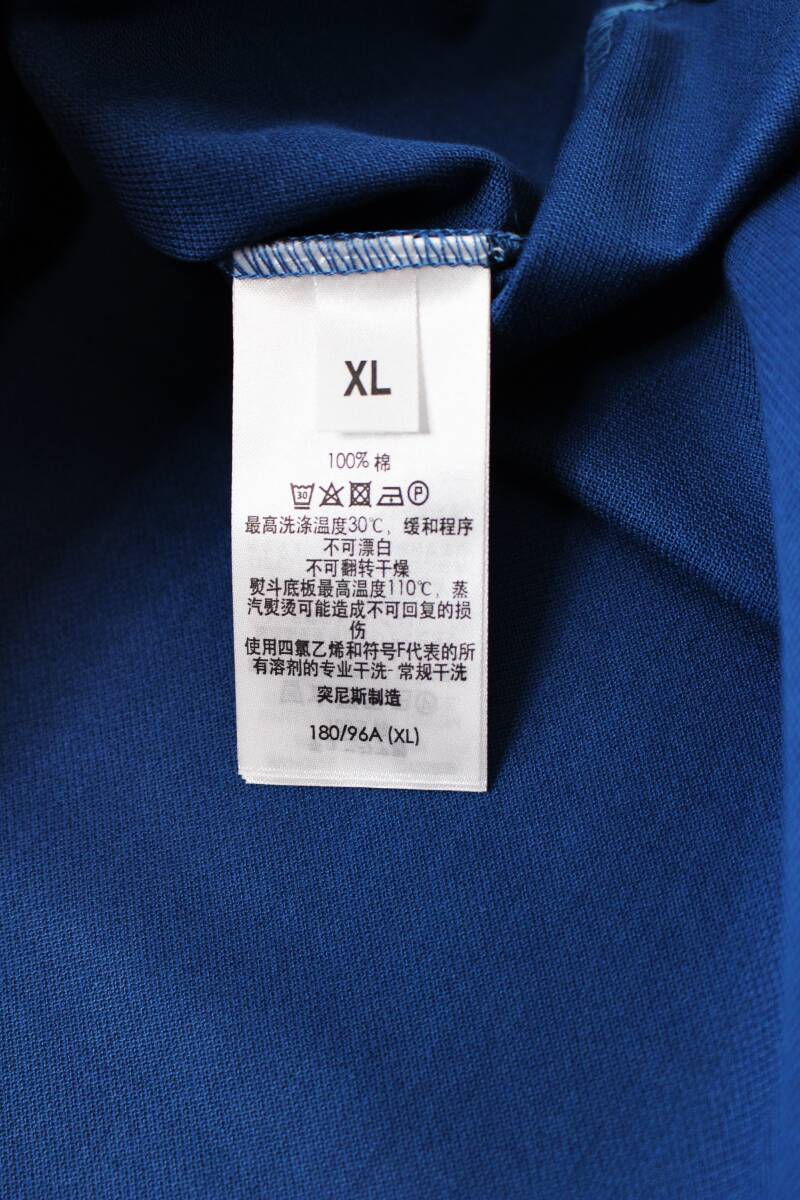 XL
100% 棉
30 P
最高洗涤温度30℃, 缓和程序
不可漂白
不可翻转干燥
熨斗底板最高温度110℃, 蒸
汽熨烫可能造成不可回复的损
伤
使用四氯乙烯和符号F代表的所
有溶剂的专业干洗- 常规干洗
突尼斯制造
180/96A (XL)